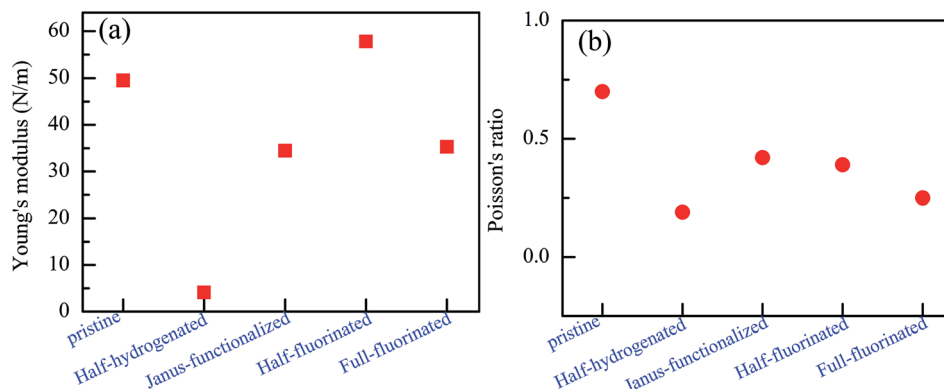 (a)
Young's modulus (N/m)
60
50
40
30
20
10
0
pristine
Half-hydrogenated
Janus-functionalized
Half-fluorinated
Full-fluorinated
(b)
Poisson's ratio
1.0
0.5
0.0
pristine
Half-hydrogenated
Janus-functionalized
Half-fluorinated
Full-fluorinated